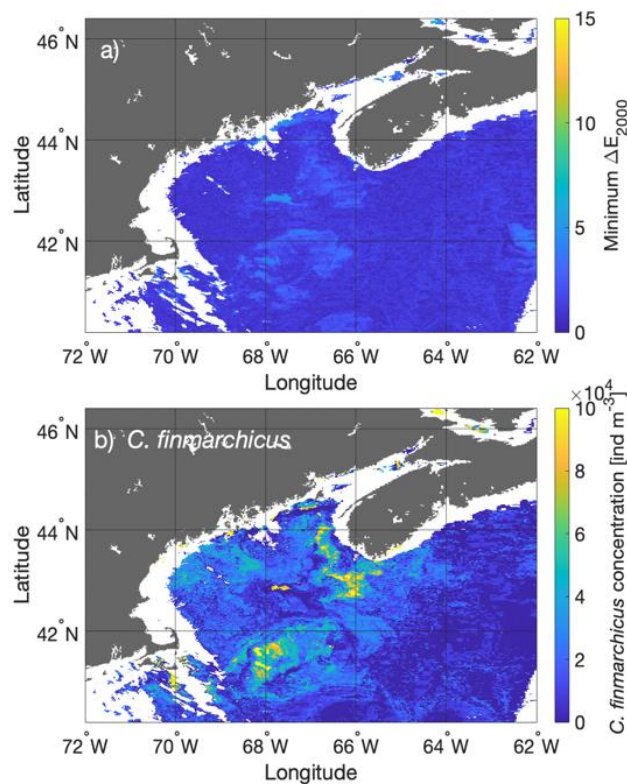 a)
46°N
44°N
42°N
Latitude
72°W 70°W 68°W 66°W 64°W 62°W
Longitude
15
10
5
0
Minimum ΔE2000
b) C. finmarchicus
46°N
44°N
42°N
Latitude
72°W 70°W 68°W 66°W 64°W 62°W
Longitude
×10⁴
10
8
6
4
2
0
C. finmarchicus concentration [ind m⁻³]